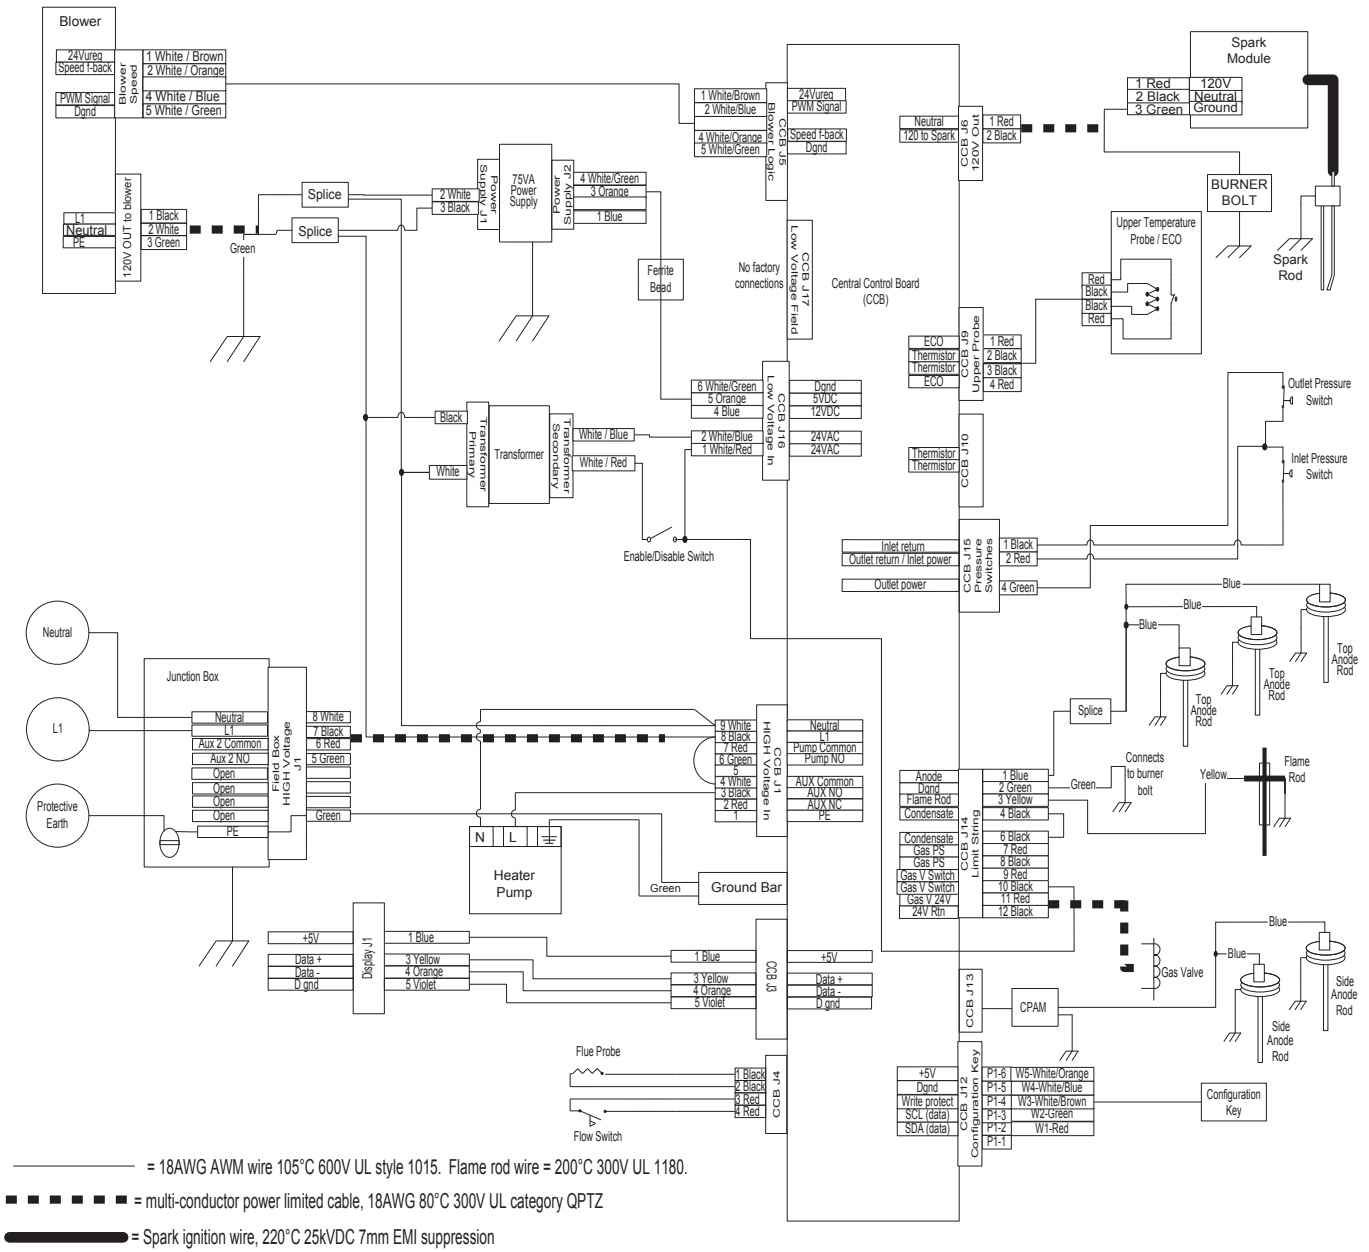 Blower
24Vureg
Speed f-back
PWM Signal
Dgnd
Blower
Speed
1 White / Brown
2 White / Orange
4 White / Blue
5 White / Green
L1
Neutral
PE
120V OUT to blower
1 Black
2 White
3 Green
Green
Splice
Splice
2 White
3 Black
Power
Supply J1
75VA
Power
Supply
Power
Supply J2
4 White/Green
3 Orange
1 Blue
Ferrite
Bead
1 White/Brown
2 White/Blue
4 White/Orange
5 White/Green
CCB J5
Blower Logic
24Vureg
PWM Signal
Speed f-back
Dgnd
No factory
connections
CCB J17
Low Voltage Field
Central Control Board
(CCB)
6 White/Green
5 Orange
4 Blue
2 White/Blue
1 White/Red
CCB J16
Low Voltage In
Dgnd
5VDC
12VDC
24VAC
24VAC
Black
White
Transformer
Primary
Transformer
Transformer
Secondary
White / Blue
White / Red
Enable/Disable Switch
Neutral
120 to Spark
CCB J6
120V Out
1 Red
2 Black
Spark
Module
1 Red
2 Black
3 Green
120V
Neutral
Ground
BURNER
BOLT
Spark
Rod
Upper Temperature
Probe / ECO
Red
Black
Black
Red
ECO
Thermistor
Thermistor
ECO
CCB J9
Upper Probe
1 Red
2 Black
3 Black
4 Red
Outlet Pressure
Switch
Inlet Pressure
Switch
Thermistor
Thermistor
CCB J10
Inlet return
Outlet return / Inlet power
Outlet power
CCB J15
Pressure
Switches
1 Black
2 Red
4 Green
Blue
Blue
Blue
Top
Anode
Rod
Top
Anode
Rod
Top
Anode
Rod
Splice
Neutral
L1
Protective
Earth
Junction Box
Neutral
L1
Aux 2 Common
Aux 2 NO
Open
Open
Open
Open
PE
Field Box
HIGH Voltage
J1
8 White
7 Black
6 Red
5 Green
Green
9 White
8 Black
7 Red
6 Green
5
4 White
3 Black
2 Red
1
CCB J1
HIGH Voltage In
Neutral
L1
Pump Common
Pump NO
AUX Common
AUX NO
AUX NC
PE
N
L
Heater
Pump
Green
Ground Bar
Anode
Dgnd
Flame Rod
Condensate
Condensate
Gas PS
Gas PS
Gas V Switch
Gas V Switch
Gas V 24V
24V Rtn
CCB J14
Limit String
1 Blue
2 Green
3 Yellow
4 Black
6 Black
7 Red
8 Black
9 Red
10 Black
11 Red
12 Black
Green
Connects
to burner
bolt
Yellow
Flame
Rod
Gas Valve
Blue
Blue
Side
Anode
Rod
Side
Anode
Rod
CCB J13
CPAM
+5V
Data +
Data -
D gnd
Display J1
1 Blue
3 Yellow
4 Orange
5 Violet
1 Blue
3 Yellow
4 Orange
5 Violet
CCB J3
+5V
Data +
Data -
D gnd
Flue Probe
Flow Switch
1 Black
2 Black
3 Red
4 Red
CCB J4
+5V
Dgnd
Write protect
SCL (data)
SDA (data)
CCB J12
Configuration Key
P1-6
P1-5
P1-4
P1-3
P1-2
P1-1
W5-White/Orange
W4-White/Blue
W3-White/Brown
W2-Green
W1-Red
Configuration
Key
= 18AWG AWM wire 105°C 600V UL style 1015. Flame rod wire = 200°C 300V UL 1180.
= multi-conductor power limited cable, 18AWG 80°C 300V UL category QPTZ
= Spark ignition wire, 220°C 25kVDC 7mm EMI suppression